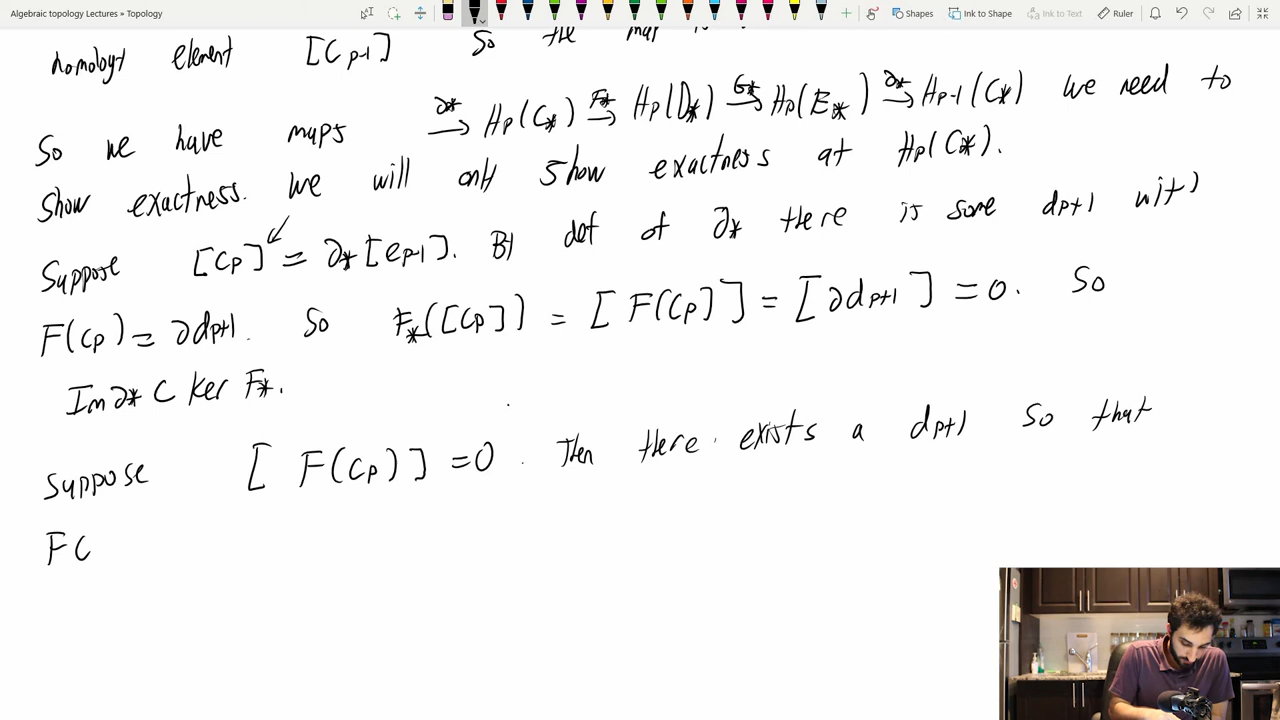 Algebraic topology Lectures » Topology
Shapes Ink to Shape Ink to Text Ruler
homology element [Cp-1] So the map is
So we have maps ∂*→ Hp(C*) F*→ Hp(D*) G*→ Hp(E*) ∂*→ Hp-1(C*) we need to
show exactness. We will only show exactness at Hp(C*).
Suppose [Cp] = ∂*[ep-1]. By def of ∂* there is some dp+1 with
F(cp) = ∂dp+1. So F*([Cp]) = [F(Cp)] = [∂dp+1] = 0. So
Im ∂* ⊂ ker F*.
Suppose [F(Cp)] = 0. Then there exists a dp+1 so that
F(